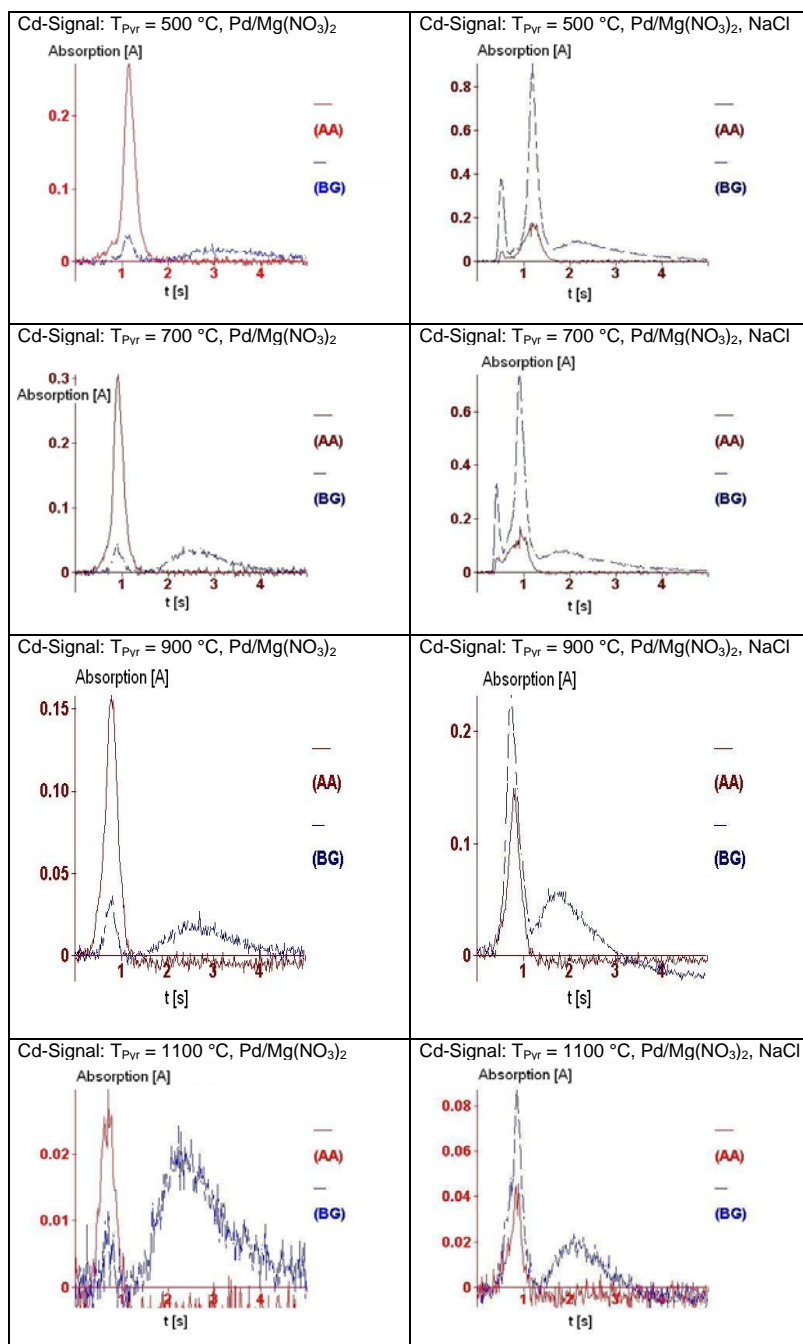 Cd-Signal: TPyr = 500 °C, Pd/Mg(NO3)2
Absorption [A]
0.2
0.1
0
1 2 3 4
t [s]
(AA)
(BG)
Cd-Signal: TPyr = 500 °C, Pd/Mg(NO3)2, NaCl
Absorption [A]
0.8
0.6
0.4
0.2
0
1 2 3 4
t [s]
(AA)
(BG)
Cd-Signal: TPyr = 700 °C, Pd/Mg(NO3)2
0.3
Absorption [A]
0.2
0.1
0
1 2 3 4
t [s]
(AA)
(BG)
Cd-Signal: TPyr = 700 °C, Pd/Mg(NO3)2, NaCl
Absorption [A]
0.6
0.4
0.2
0
1 2 3 4
t [s]
(AA)
(BG)
Cd-Signal: TPyr = 900 °C, Pd/Mg(NO3)2
Absorption [A]
0.15
0.10
0.05
0
1 2 3 4
t [s]
(AA)
(BG)
Cd-Signal: TPyr = 900 °C, Pd/Mg(NO3)2, NaCl
Absorption [A]
0.2
0.1
0
1 2 3 4
t [s]
(AA)
(BG)
Cd-Signal: TPyr = 1100 °C, Pd/Mg(NO3)2
Absorption [A]
0.02
0.01
0
1 2 3 4
t [s]
(AA)
(BG)
Cd-Signal: TPyr = 1100 °C, Pd/Mg(NO3)2, NaCl
Absorption [A]
0.08
0.06
0.04
0.02
0
1 2 3 4
t [s]
(AA)
(BG)